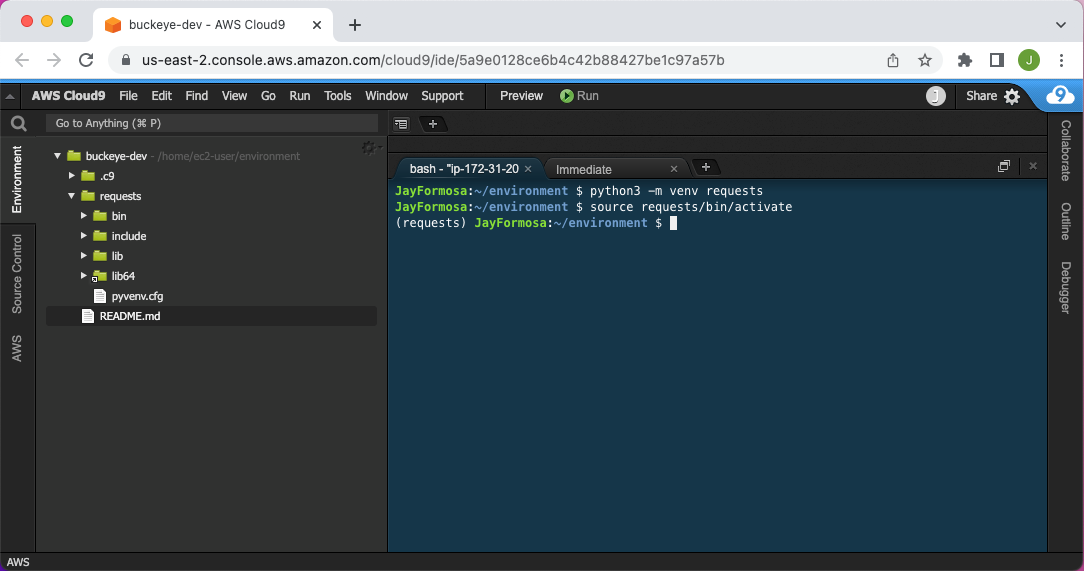 buckeye-dev - AWS Cloud9
us-east-2.console.aws.amazon.com/cloud9/ide/5a9e0128ce6b4c42b88427be1c97a57b
J
AWS Cloud9 File Edit Find View Go Run Tools Window Support Preview Run J Share 9
Go to Anything (⌘ P)
Environment
Source Control
AWS
buckeye-dev - /home/ec2-user/environment
.c9
requests
bin
include
lib
lib64
pyvenv.cfg
README.md
bash - "ip-172-31-20 Immediate
JayFormosa:~/environment $ python3 -m venv requests
JayFormosa:~/environment $ source requests/bin/activate
(requests) JayFormosa:~/environment $
Collaborate
Outline
Debugger
AWS